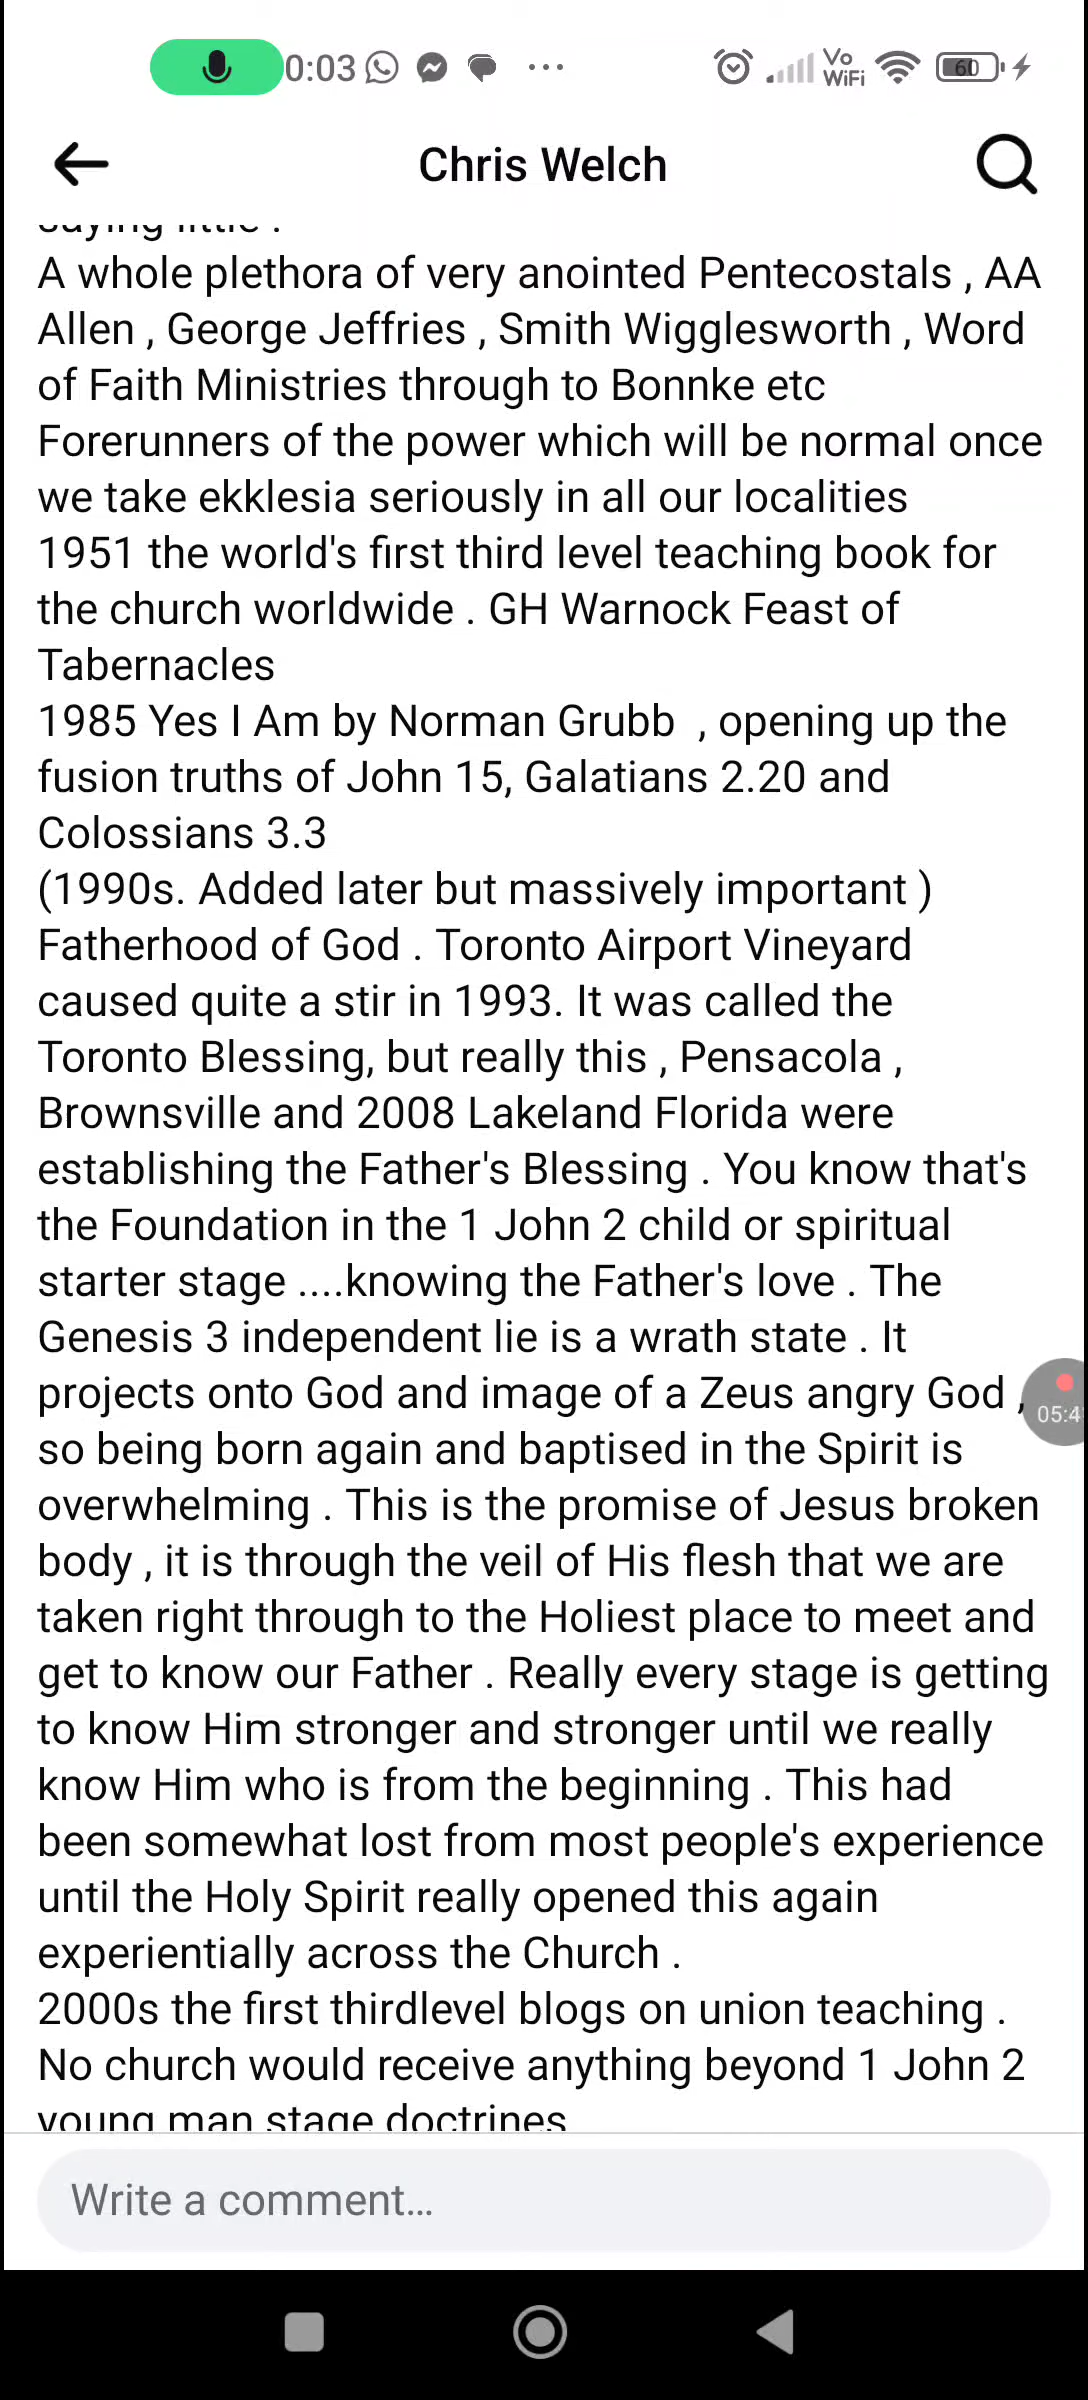 0:03
Vo
WiFi
60
Chris Welch
saying little .
A whole plethora of very anointed Pentecostals , AA
Allen , George Jeffries , Smith Wigglesworth , Word
of Faith Ministries through to Bonnke etc
Forerunners of the power which will be normal once
we take ekklesia seriously in all our localities
1951 the world's first third level teaching book for
the church worldwide . GH Warnock Feast of
Tabernacles
1985 Yes I Am by Norman Grubb  , opening up the
fusion truths of John 15, Galatians 2.20 and
Colossians 3.3
(1990s. Added later but massively important )
Fatherhood of God . Toronto Airport Vineyard
caused quite a stir in 1993. It was called the
Toronto Blessing, but really this , Pensacola ,
Brownsville and 2008 Lakeland Florida were
establishing the Father's Blessing . You know that's
the Foundation in the 1 John 2 child or spiritual
starter stage ....knowing the Father's love . The
Genesis 3 independent lie is a wrath state . It
projects onto God and image of a Zeus angry God ,
so being born again and baptised in the Spirit is
overwhelming . This is the promise of Jesus broken
body , it is through the veil of His flesh that we are
taken right through to the Holiest place to meet and
get to know our Father . Really every stage is getting
to know Him stronger and stronger until we really
know Him who is from the beginning . This had
been somewhat lost from most people's experience
until the Holy Spirit really opened this again
experientially across the Church .
2000s the first thirdlevel blogs on union teaching .
No church would receive anything beyond 1 John 2
young man stage doctrines
Write a comment...